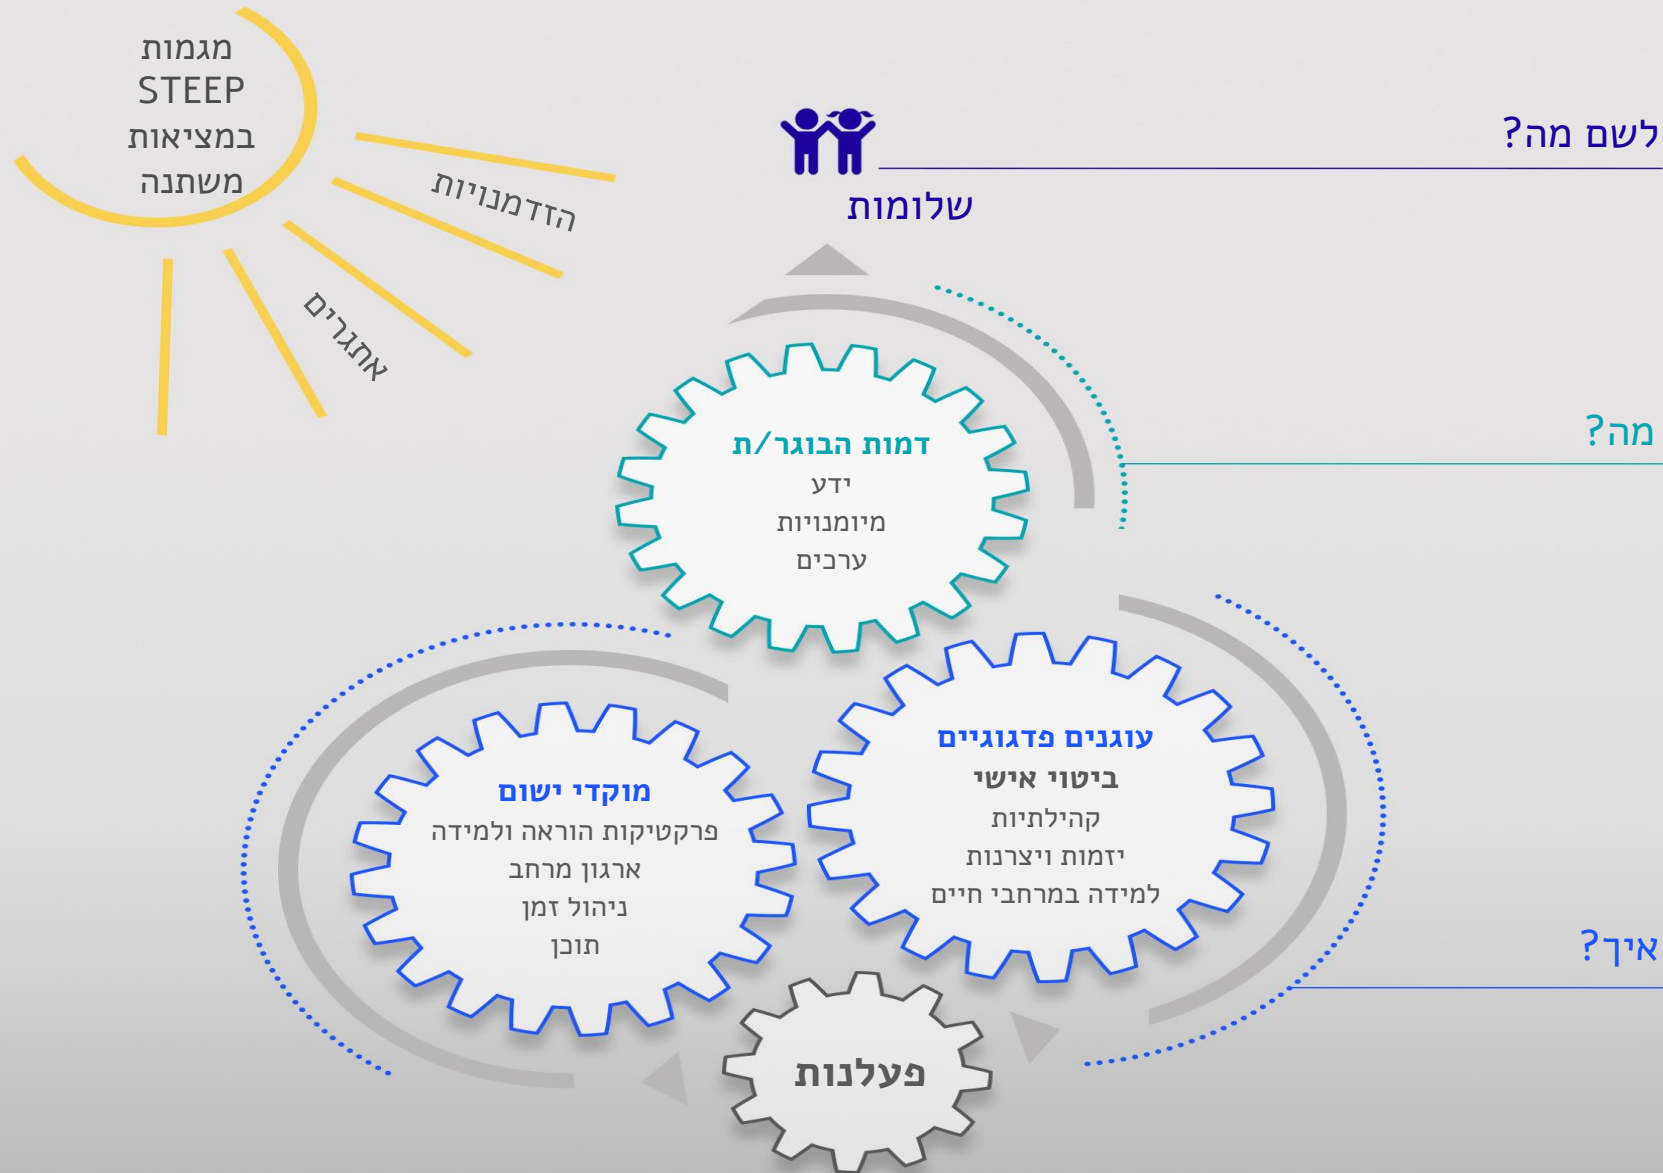 מגמות
STEEP
במציאות
משתנה
הזדמנויות
אתגרים
לשם מה?
שלומות
מה?
דמות הבוגר/ת
ידע
מיומנויות
ערכים
עוגנים פדגוגיים
ביטוי אישי
קהילתיות
יזמות ויצרנות
למידה במרחבי חיים
מוקדי ישום
פרקטיקות הוראה ולמידה
ארגון מרחב
ניהול זמן
תוכן
איך?
פעלנות